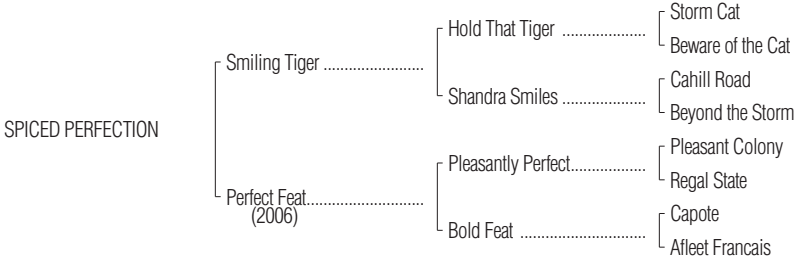 Storm Cat
Hold That Tiger ....................
Beware of the Cat
Smiling Tiger ........................
Cahill Road
Shandra Smiles ....................
Beyond the Storm
SPICED PERFECTION
Pleasant Colony
Pleasantly Perfect..................
Regal State
Perfect Feat............................
(2006)
Capote
Bold Feat ..............................
Afleet Francais